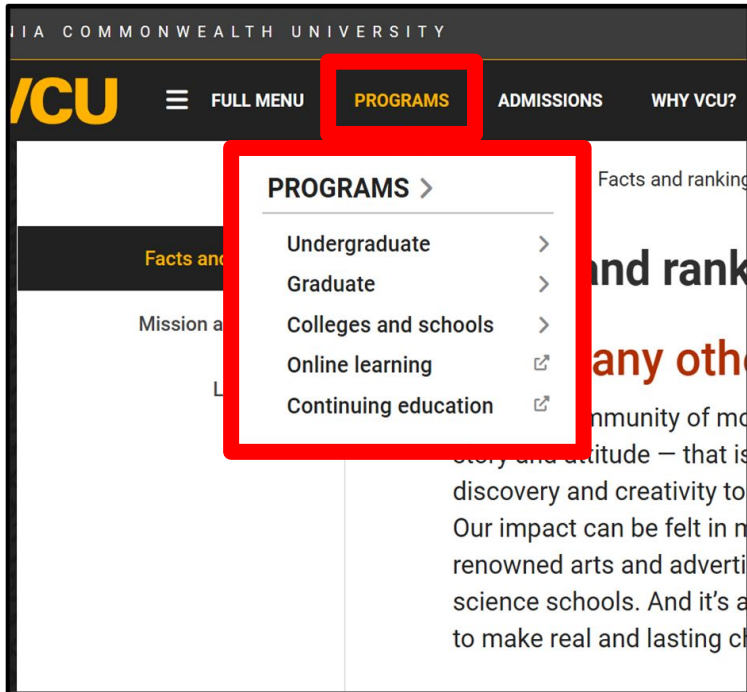 NIA COMMONWEALTH UNIVERSITY
VCU
FULL MENU PROGRAMS ADMISSIONS WHY VCU?
Facts and ranking
PROGRAMS
Undergraduate
Graduate
Colleges and schools
Online learning
Continuing education
Facts and
Mission a
L
and rank
any oth
mmunity of mo
story and attitude — that is
discovery and creativity to
Our impact can be felt in m
renowned arts and adverti
science schools. And it's a
to make real and lasting ch